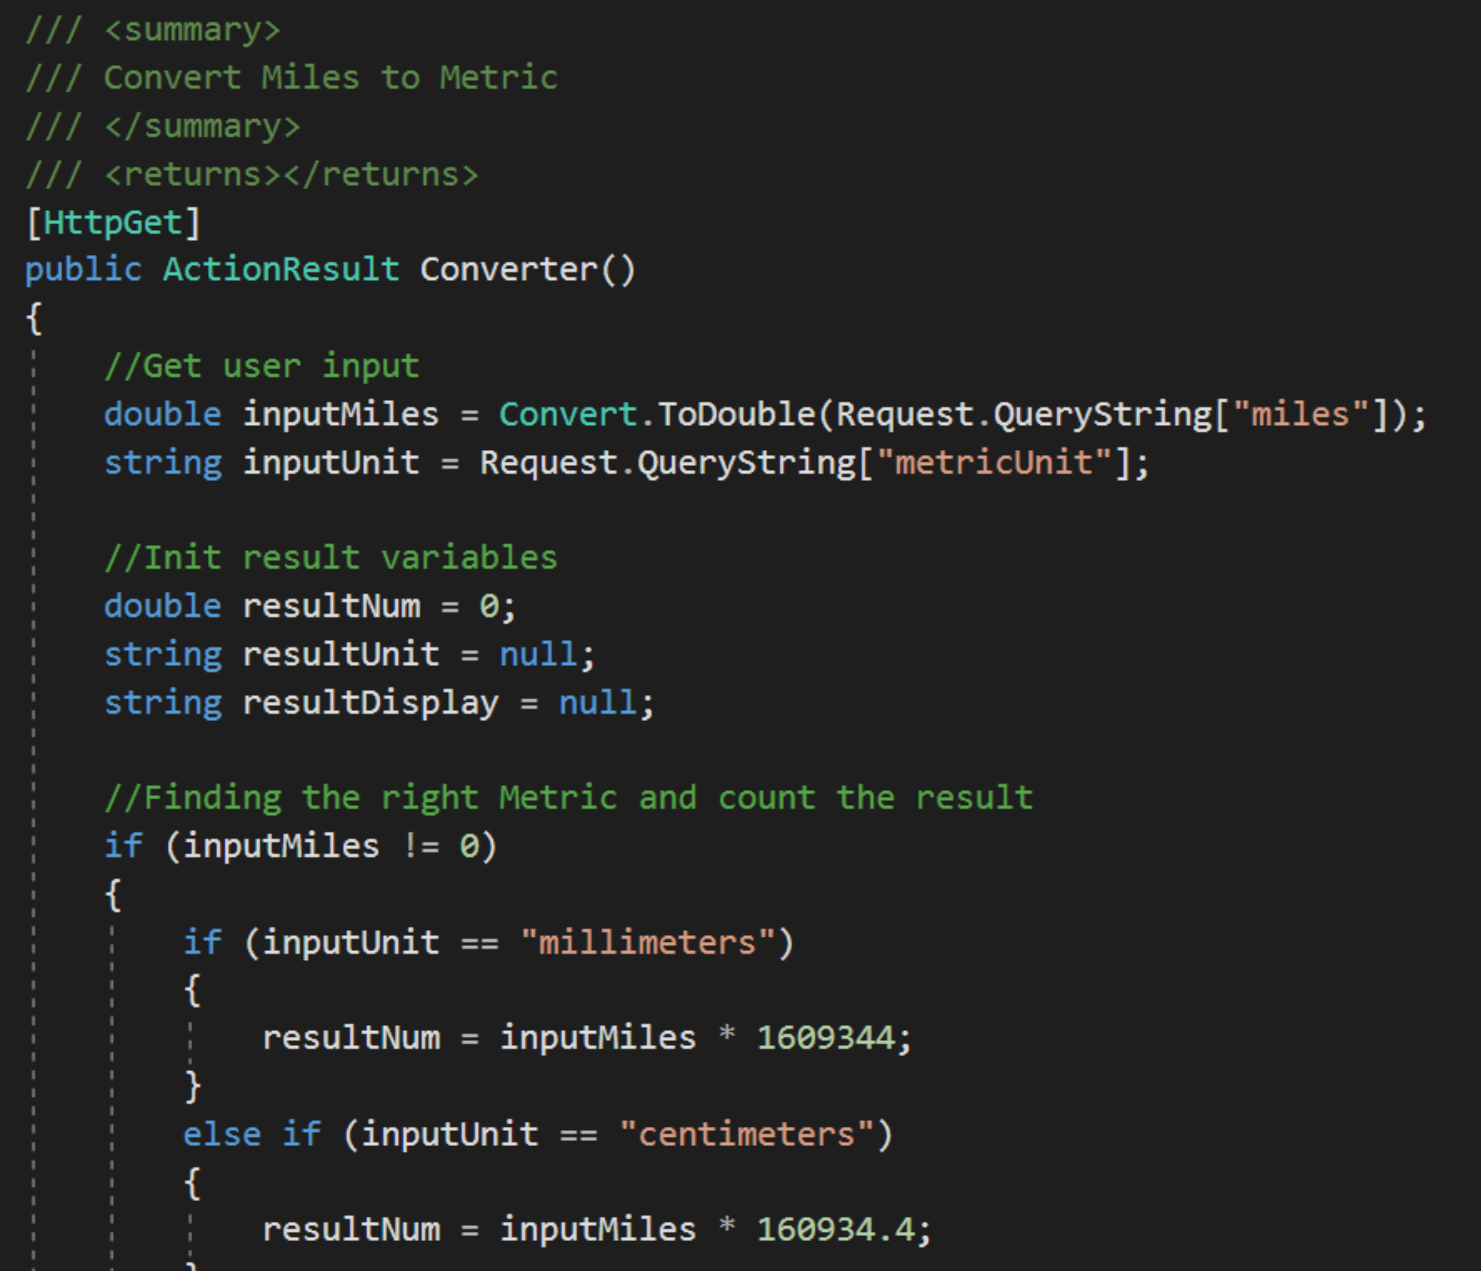 /// <summary>
/// Convert Miles to Metric
/// </summary>
/// <returns></returns>
[HttpGet]
public ActionResult Converter()
{
    //Get user input
    double inputMiles = Convert.ToDouble(Request.QueryString["miles"]);
    string inputUnit = Request.QueryString["metricUnit"];

    //Init result variables
    double resultNum = 0;
    string resultUnit = null;
    string resultDisplay = null;

    //Finding the right Metric and count the result
    if (inputMiles != 0)
    {
        if (inputUnit == "millimeters")
        {
            resultNum = inputMiles * 1609344;
        }
        else if (inputUnit == "centimeters")
        {
            resultNum = inputMiles * 160934.4;